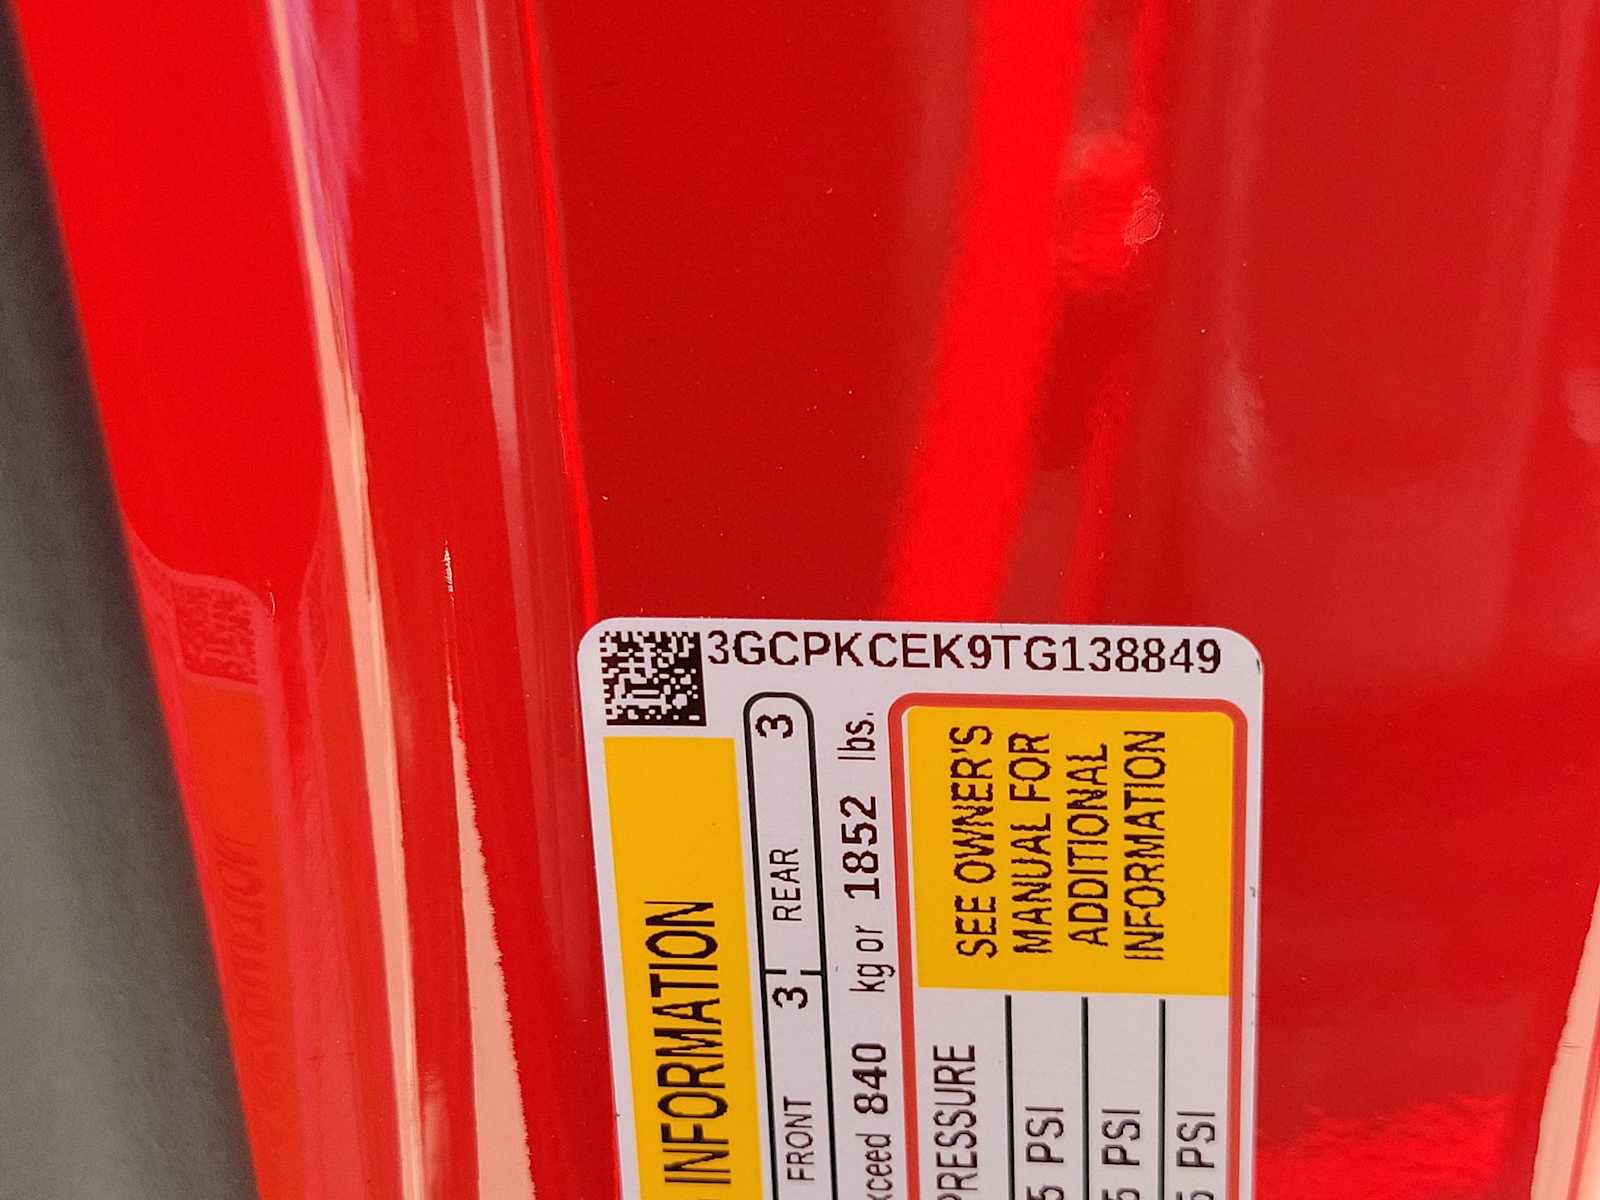 3GCPKCEK9TG138849
INFORMATION
FRONT 3 REAR 3
840 kg or 1852 lbs.
PRESSURE
PSI
PSI
PSI
SEE OWNER'S
MANUAL FOR
ADDITIONAL
INFORMATION